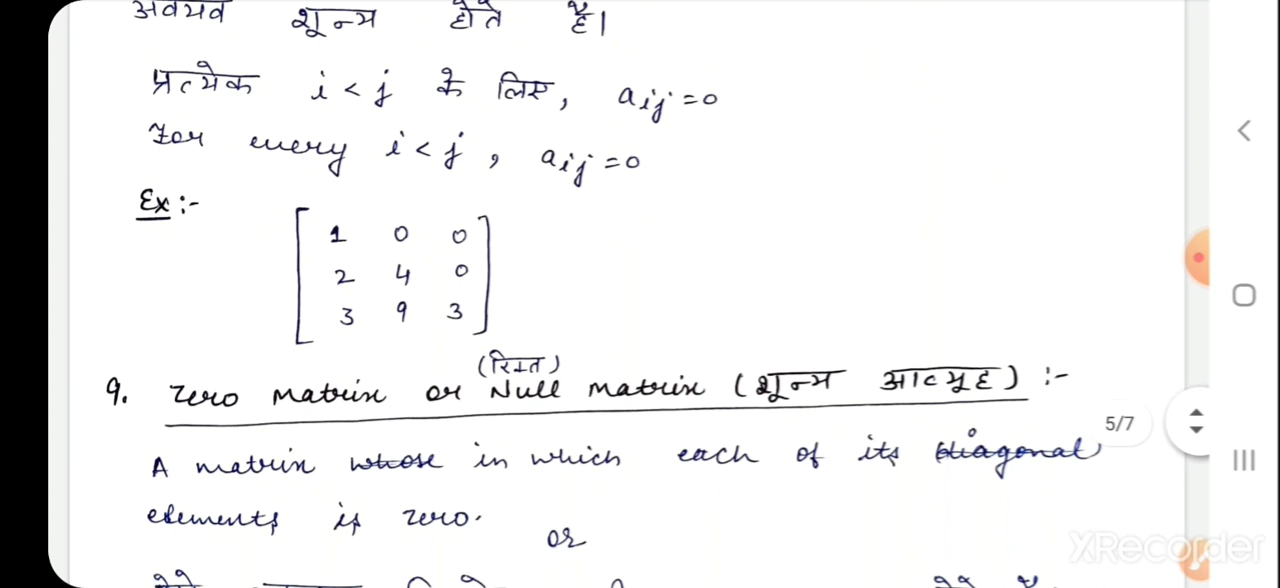 अवयव शून्य होते हैं।
प्रत्येक i < j के लिए, aij = 0
For every i < j, aij = 0
Ex :-
1 0 0
2 4 0
3 9 3
(रिक्त)
9. Zero Matrix or Null Matrix (शून्य आव्यूह) :-
A matrix whose in which each of its diagonal
elements is zero.
or
5/7
XRecorder